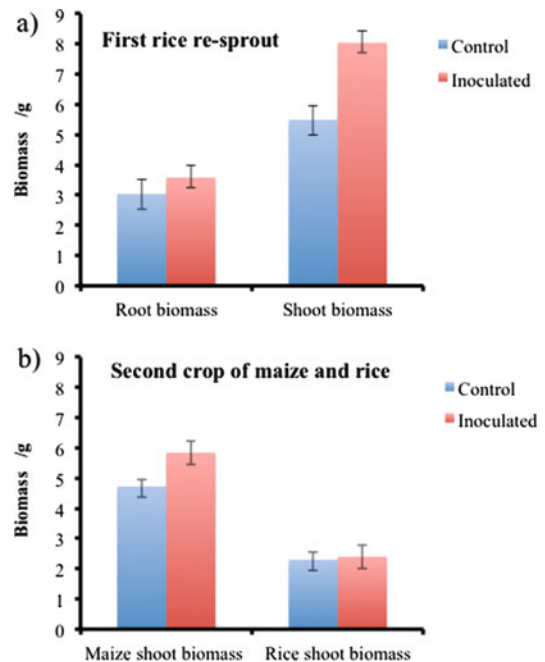 a)
First rice re-sprout
Control
Inoculated
Biomass /g
9
8
7
6
5
4
3
2
1
0
Root biomass Shoot biomass
b)
Second crop of maize and rice
Control
Inoculated
Biomass /g
9
8
7
6
5
4
3
2
1
0
Maize shoot biomass Rice shoot biomass